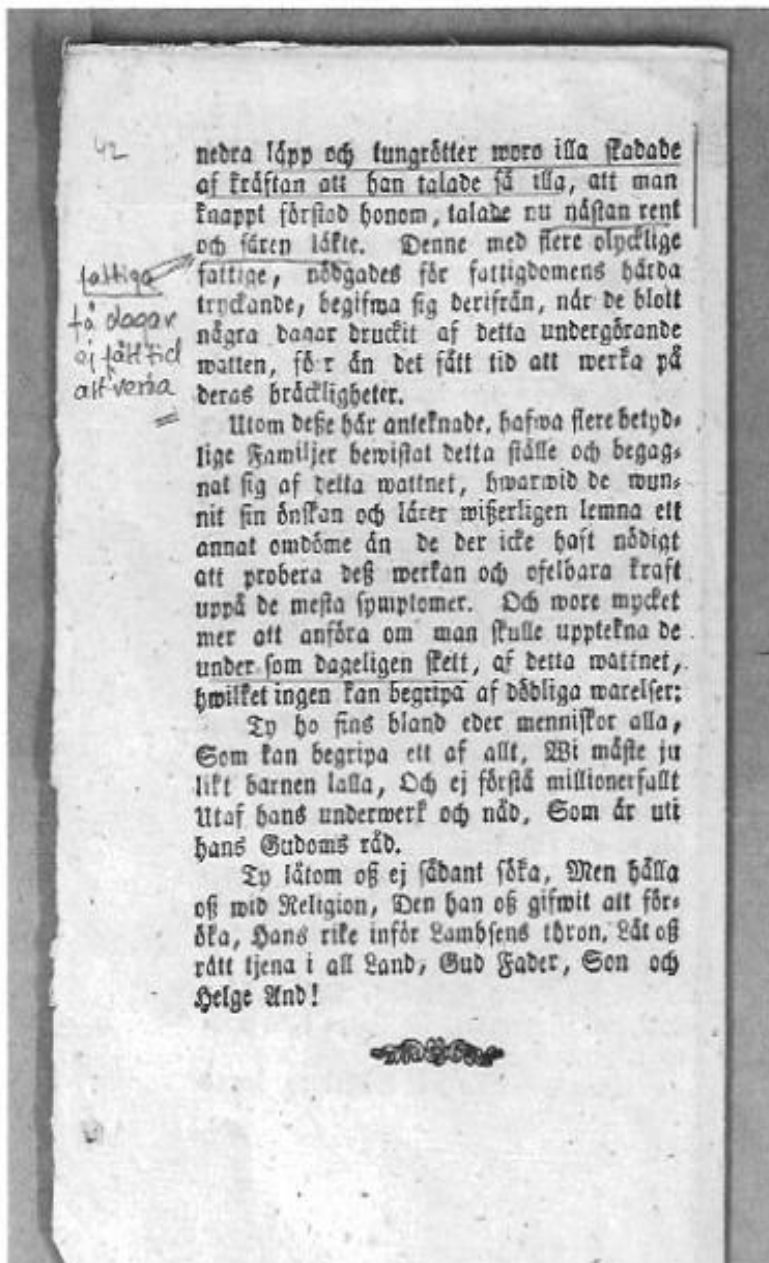 42
nedra läpp och tungrötter woro illa skadade
af kräftan att han talade så illa, att man
knappt förstod honom, talade nu nästan rent
och såren läkte. Denne med flere olycklige
fattige, nödgades för fattigdomens hårda
tryckande, begifwa sig derifrån, när de blott
några dagar druckit af detta undergörande
watten, för än det fått tid att werka på
deras bräckligheter.
fattiga
få dagar
ej fått tid
att verka
Utom deße här anteknade, hafwa flere betyd-
lige Familjer bewistat detta ställe och begag-
nat sig af detta wattnet, hwarwid de wun-
nit sin önskan och lärer wißerligen lemna ett
annat omdöme än de der icke haft nödigt
att probera deß werkan och ofelbara kraft
uppå de mesta symptomer. Och wore mycket
mer att anföra om man skulle upptekna de
under som dageligen skett, af detta wattnet,
hwilket ingen kan begripa af dödliga warelser:
Ty ho fins bland eder menniskor alla,
Som kan begripa ett af allt, Wi måste ju
likt barnen lalla, Och ej förstå millionerfallt
Utaf hans underwerk och nåd, Som är uti
hans Gudoms råd.
Ty låtom oß ej sådant söka, Men hålla
oß wid Religion, Den han oß gifwit att för-
öka, Hans rike inför Lambsens thron. Låt oß
rätt tjena i all Land, Gud Fader, Son och
Helge And!